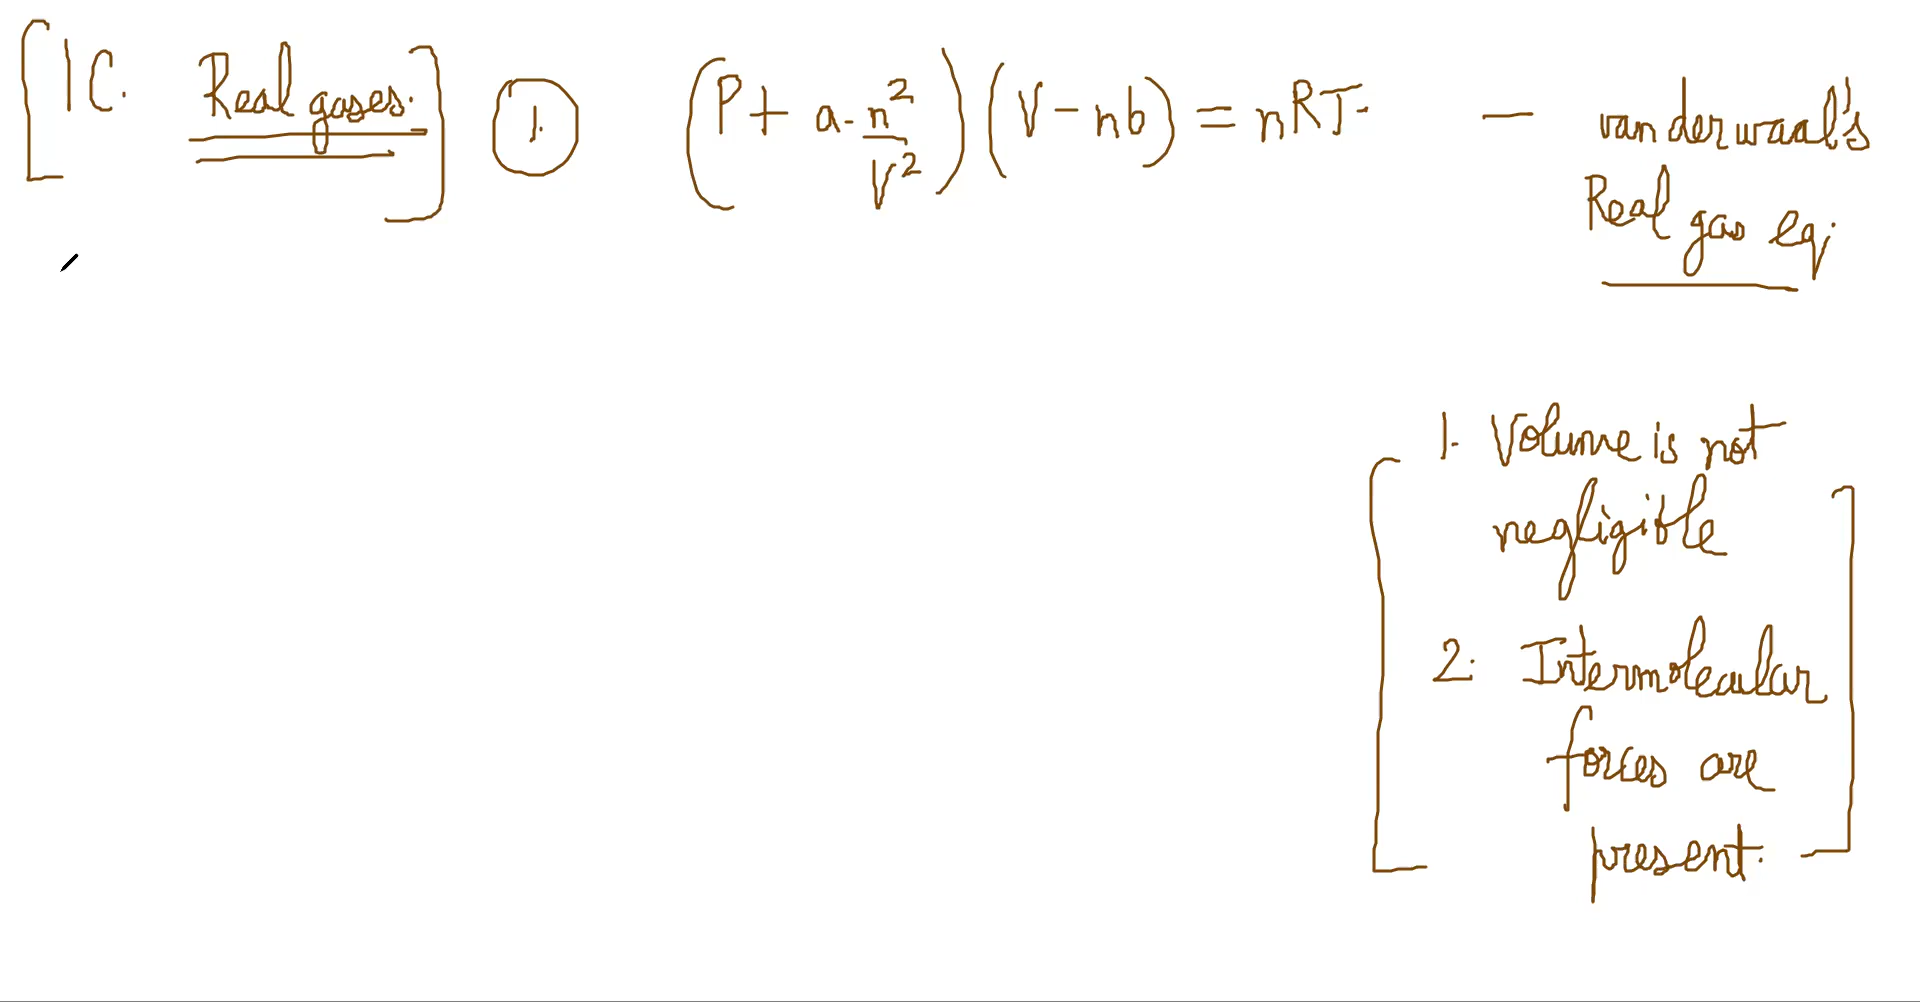 1C. Real gases. 1. (P + a. n²/V²) (V - nb) = nRT. - van der waal's
Real gas eq.
1. Volume is not
negligible
2. Intermolecular
forces are
present.